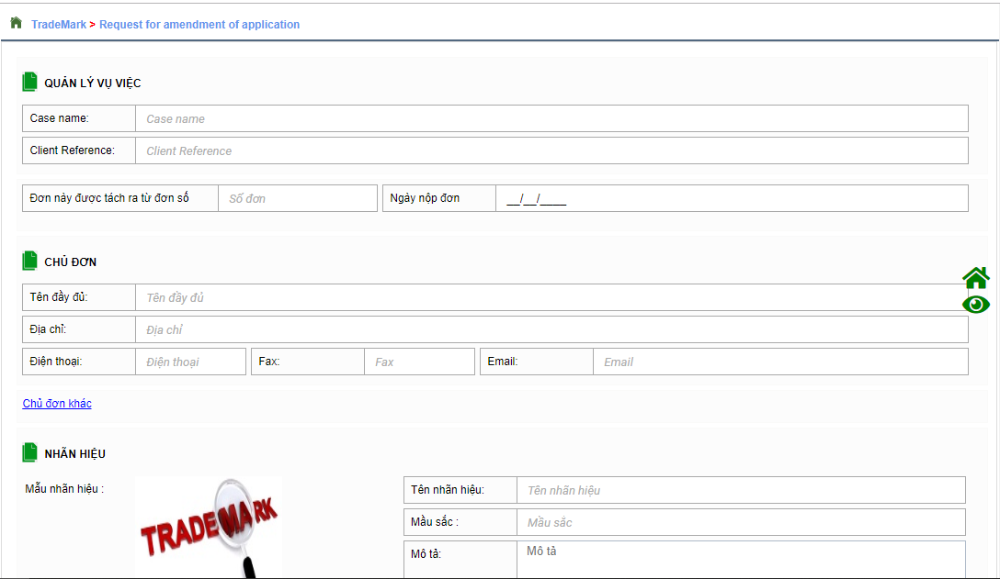 TradeMark > Request for amendment of application
QUẢN LÝ VỤ VIỆC
Case name: Case name
Client Reference: Client Reference
Đơn này được tách ra từ đơn số Số đơn Ngày nộp đơn __/__/____
CHỦ ĐƠN
Tên đầy đủ: Tên đầy đủ
Địa chỉ: Địa chỉ
Điện thoại: Điện thoại Fax: Fax Email: Email
Chủ đơn khác
NHÃN HIỆU
Mẫu nhãn hiệu : TRADEMARK
Tên nhãn hiệu: Tên nhãn hiệu
Mầu sắc : Mầu sắc
Mô tả: Mô tả